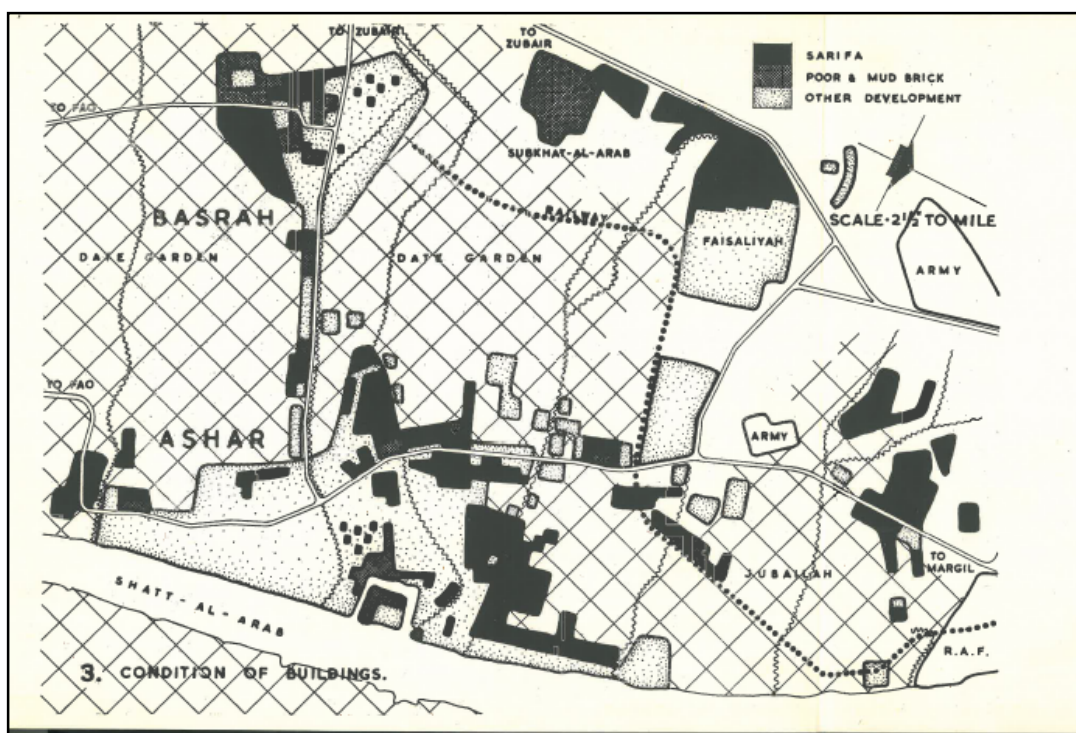 TO ZUBAIR
TO
ZUBAIR
SARIFA
POOR & MUD BRICK
OTHER DEVELOPMENT
TO FAO
SUBKHAT-AL-ARAB
BASRAH
RAILWAY
SCALE-2½" TO MILE
FAISALIYAH
DATE GARDEN
DATE GARDEN
ARMY
TO FAO
ASHAR
ARMY
TO
MARGIL
JUBAILAH
SHATT-AL-ARAB
R.A.F.
3. CONDITION OF BUILDINGS.